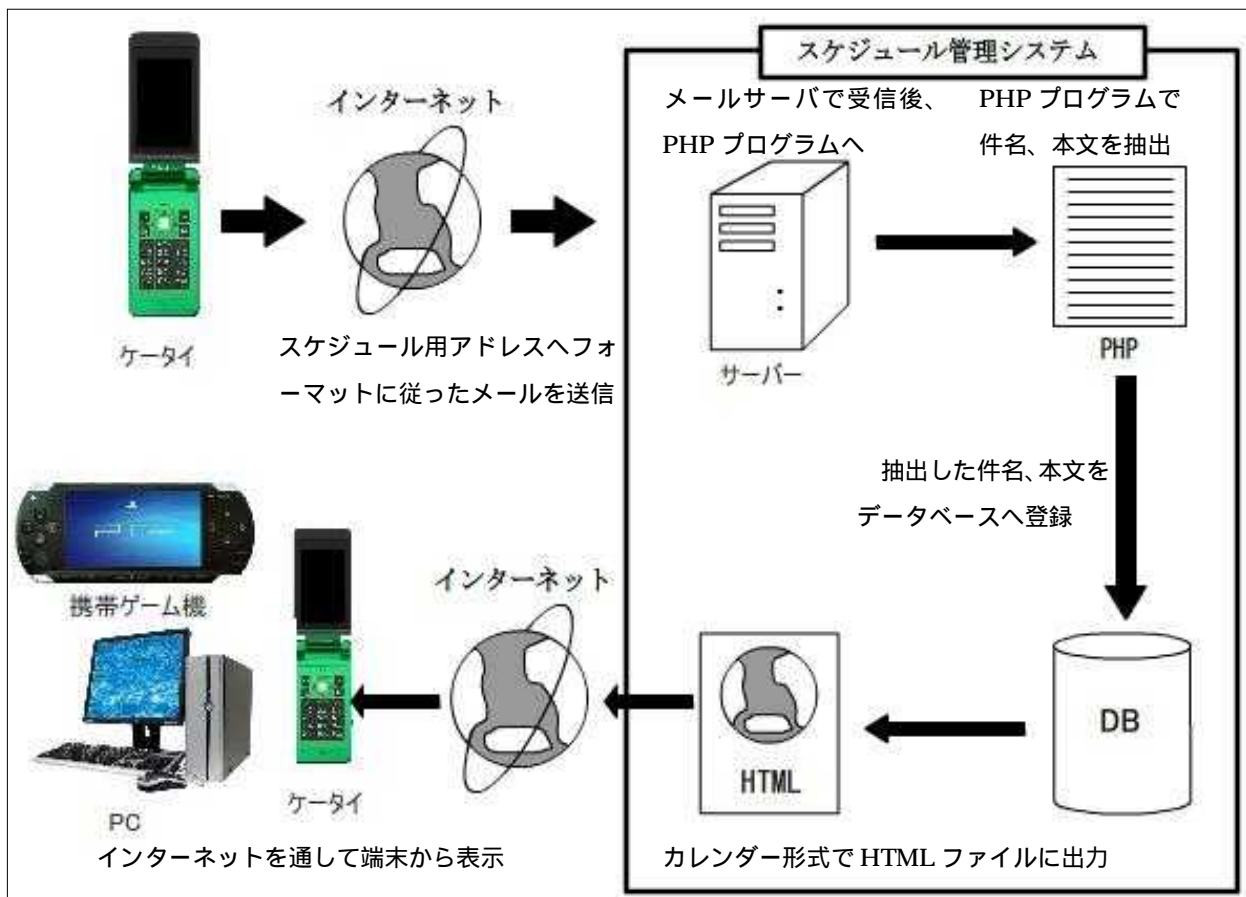 スケジュール管理システム
インターネット
メールサーバで受信後、
PHP プログラムへ
PHP プログラムで
件名、本文を抽出
ケータイ
スケジュール用アドレスへフォ
ーマットに従ったメールを送信
サーバー
PHP
抽出した件名、本文を
データベースへ登録
携帯ゲーム機
インターネット
PC
ケータイ
HTML
DB
インターネットを通して端末から表示
カレンダー形式で HTML ファイルに出力